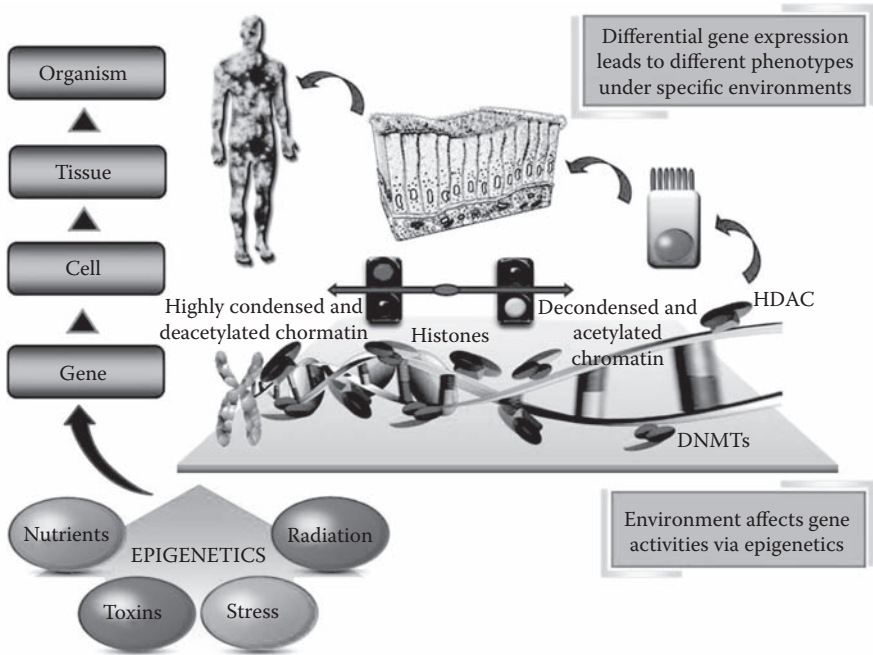 Organism
Tissue
Cell
Gene
Differential gene expression
leads to different phenotypes
under specific environments
Highly condensed and
deacetylated chormatin
Histones
Decondensed and
acetylated
chromatin
HDAC
DNMTs
Nutrients
Radiation
EPIGENETICS
Toxins
Stress
Environment affects gene
activities via epigenetics